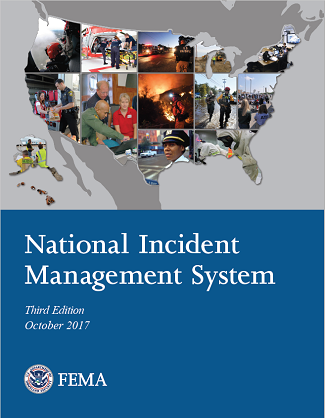 National Incident
Management System
Third Edition
October 2017
FEMA